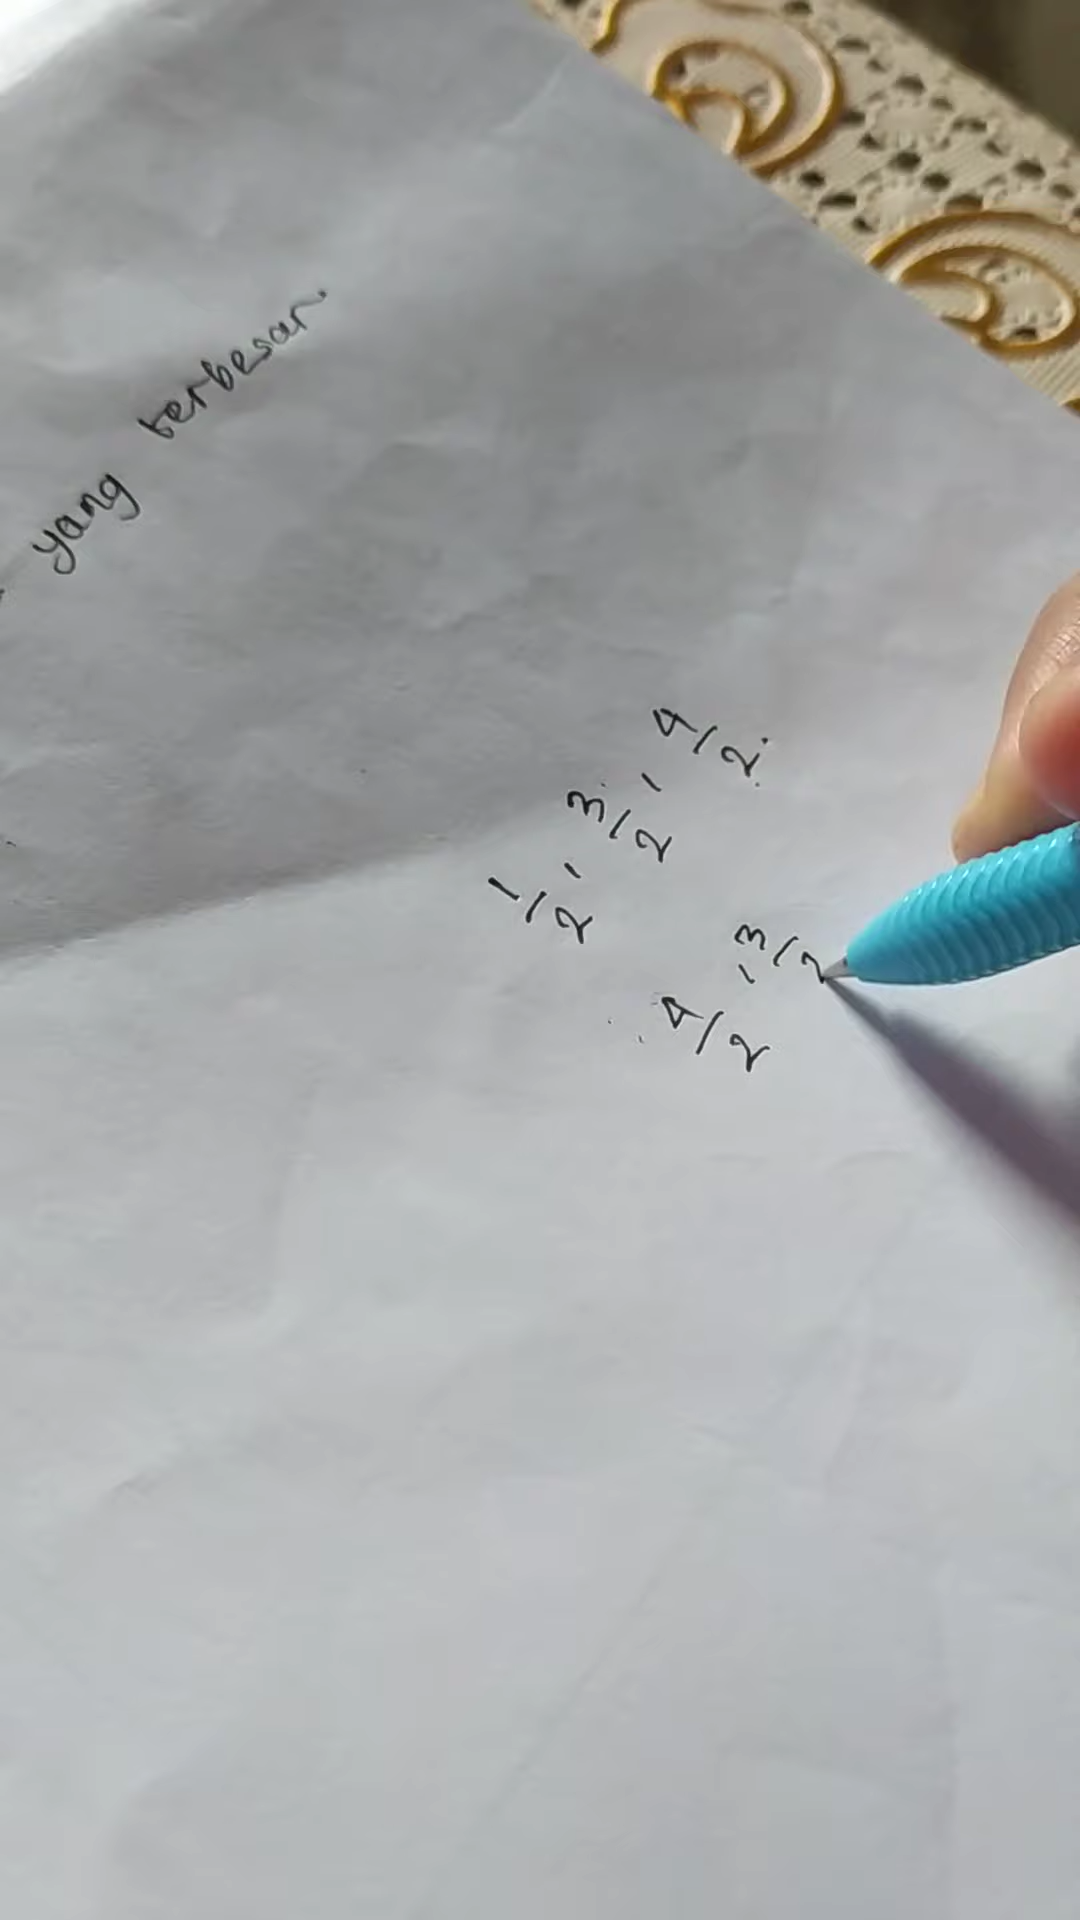 yang terbesar.
1/2, 3/2, 4/2.
4/2, 3/2